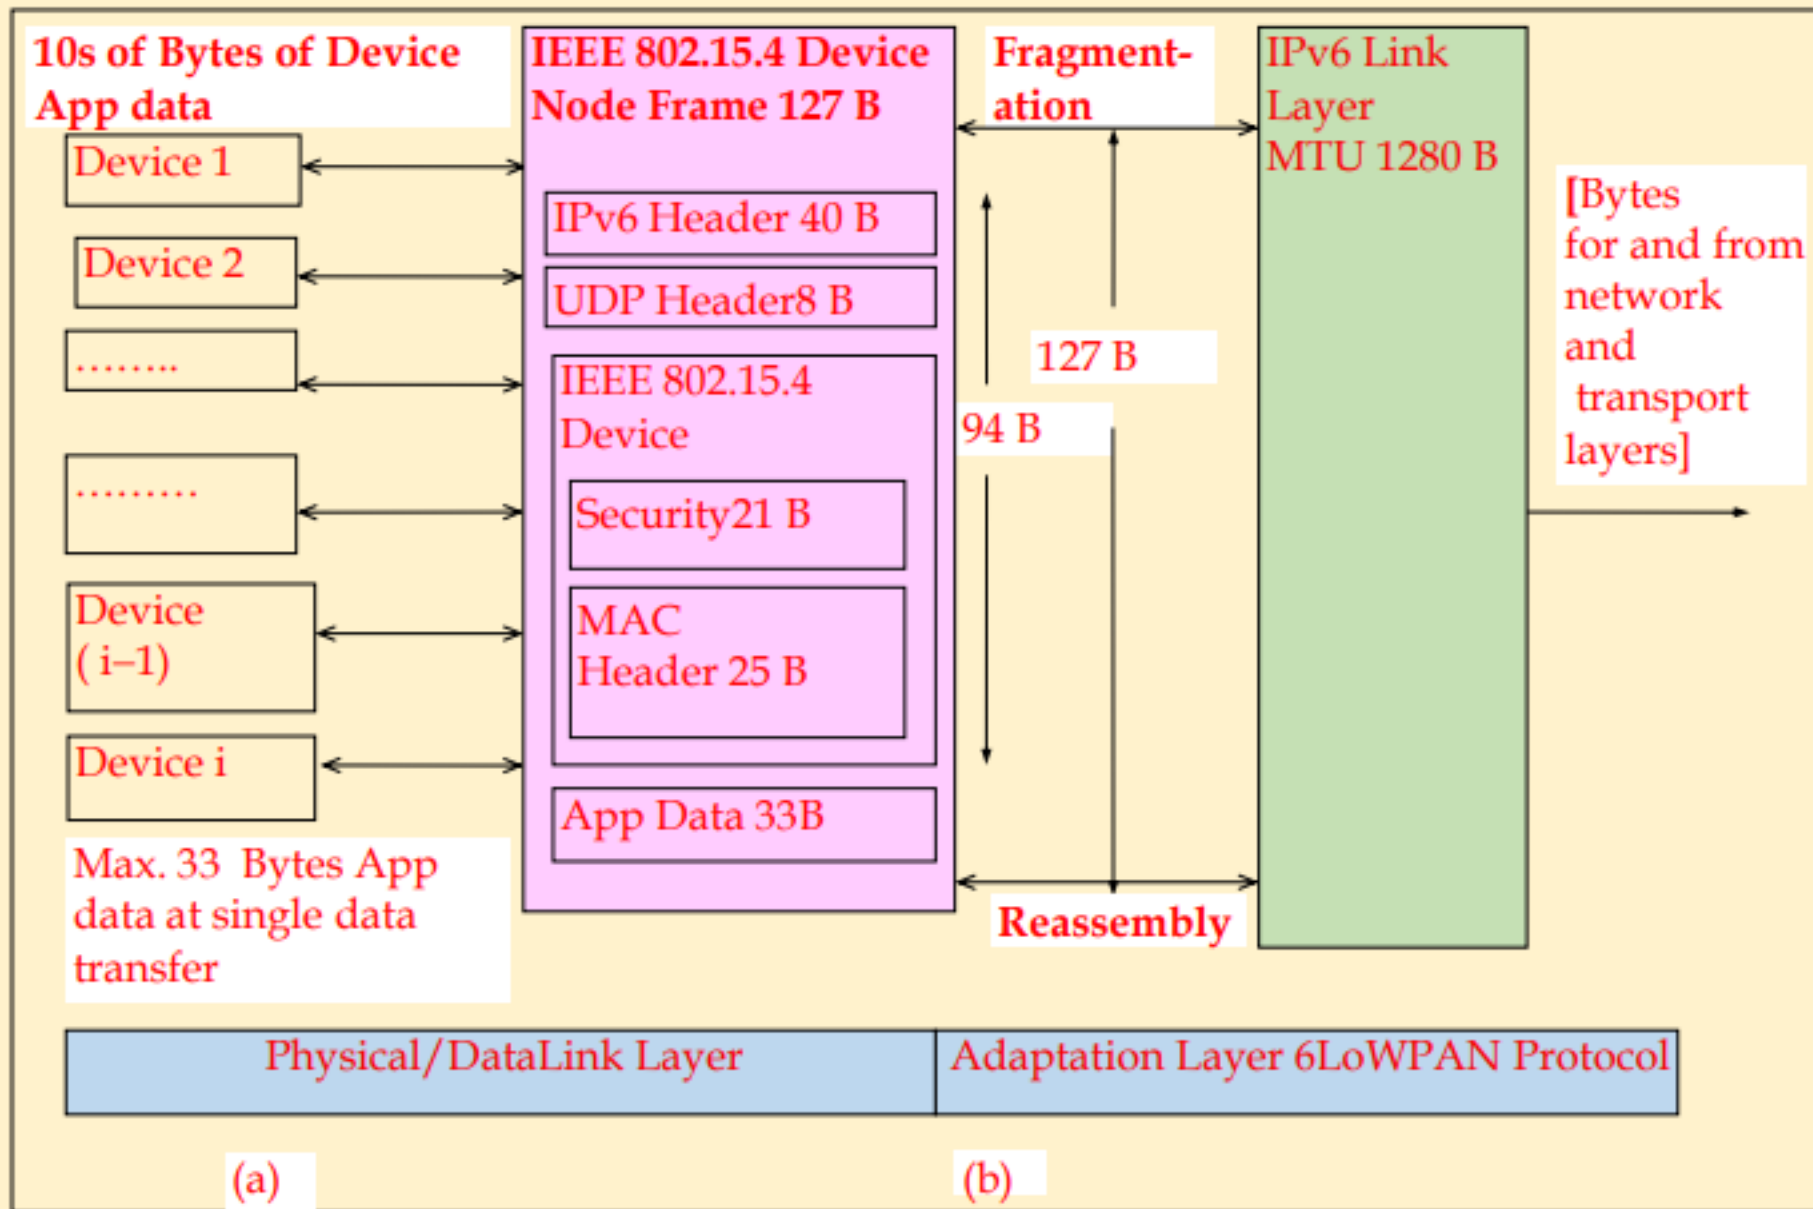 10s of Bytes of Device
App data
Device 1
Device 2
........
.........
Device
( i–1)
Device i
Max. 33 Bytes App
data at single data
transfer
IEEE 802.15.4 Device
Node Frame 127 B
IPv6 Header 40 B
UDP Header8 B
IEEE 802.15.4
Device
Security21 B
MAC
Header 25 B
App Data 33B
Fragment-
ation
127 B
94 B
Reassembly
IPv6 Link
Layer
MTU 1280 B
[Bytes
for and from
network
and
transport
layers]
Physical/DataLink Layer
Adaptation Layer 6LoWPAN Protocol
(a)
(b)